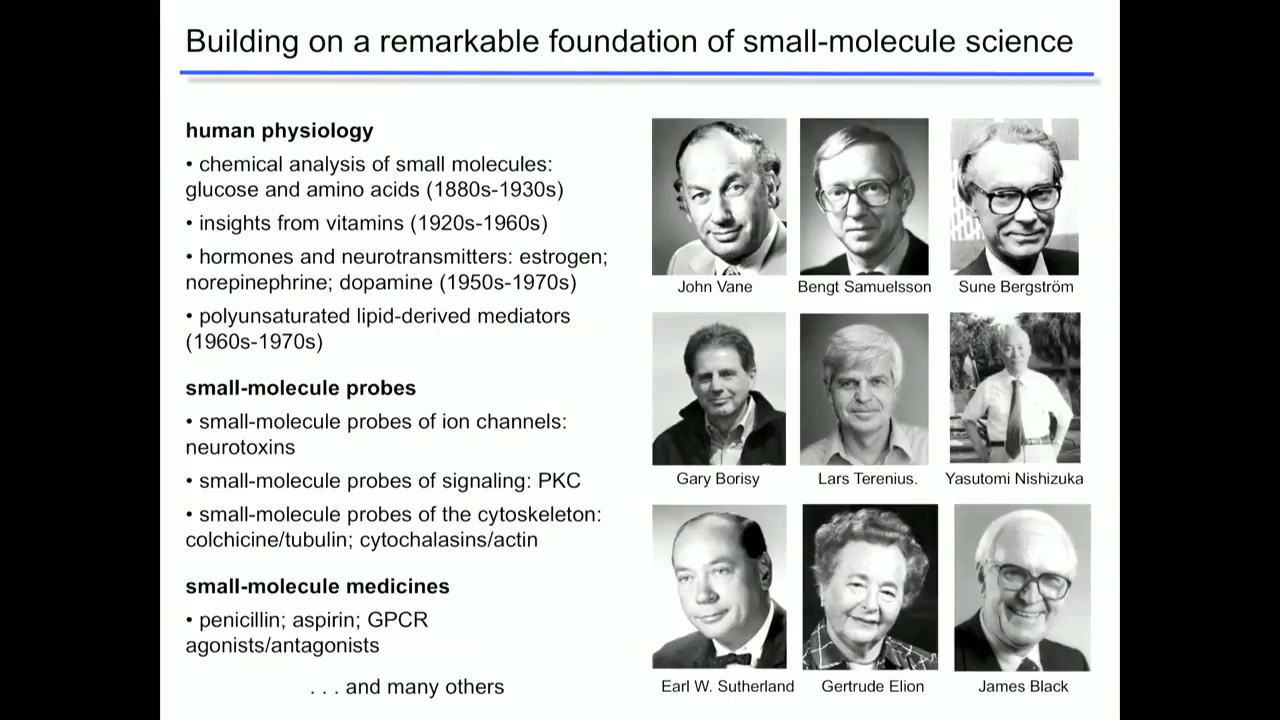 Building on a remarkable foundation of small-molecule science
human physiology
• chemical analysis of small molecules:
glucose and amino acids (1880s-1930s)
• insights from vitamins (1920s-1960s)
• hormones and neurotransmitters: estrogen;
norepinephrine; dopamine (1950s-1970s)
• polyunsaturated lipid-derived mediators
(1960s-1970s)
small-molecule probes
• small-molecule probes of ion channels:
neurotoxins
• small-molecule probes of signaling: PKC
• small-molecule probes of the cytoskeleton:
colchicine/tubulin; cytochalasins/actin
small-molecule medicines
• penicillin; aspirin; GPCR
agonists/antagonists
. . . and many others
John Vane
Bengt Samuelsson
Sune Bergström
Gary Borisy
Lars Terenius.
Yasutomi Nishizuka
Earl W. Sutherland
Gertrude Elion
James Black